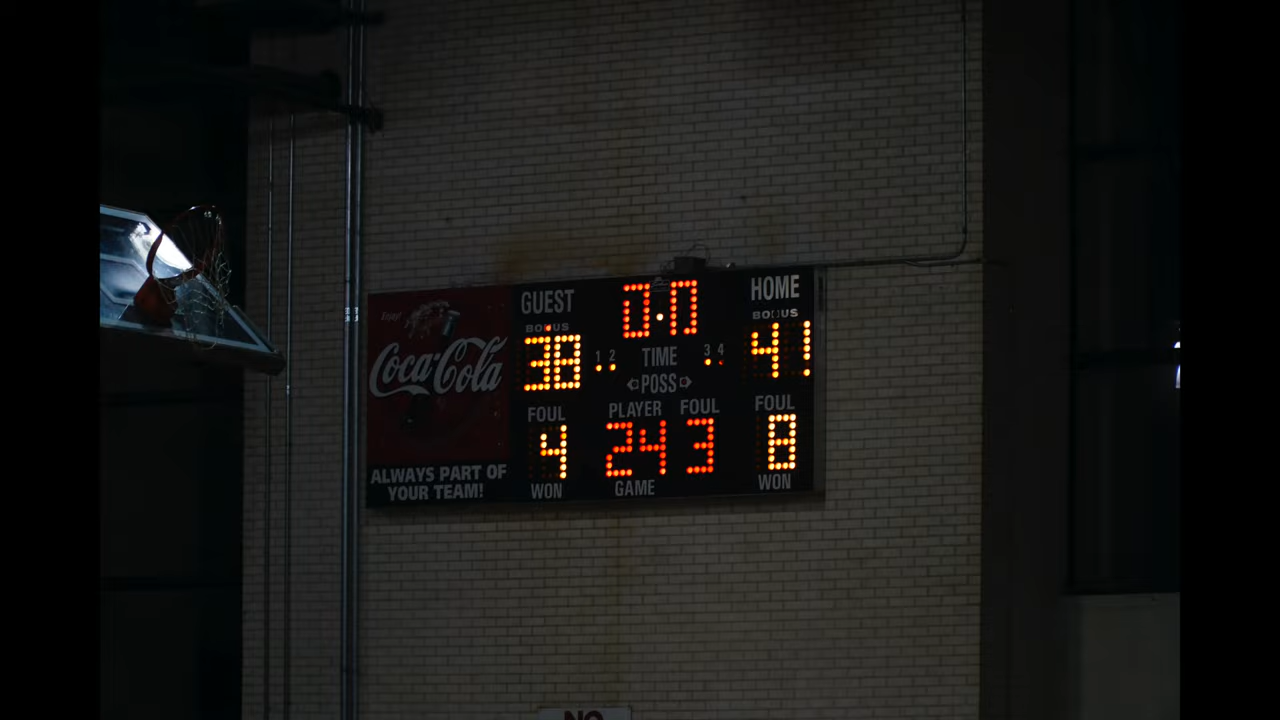 GUEST
0.0
HOME
BONUS
BONUS
Enjoy!
Coca-Cola
38
1 2
TIME
3 4
41
POSS
FOUL
PLAYER
FOUL
FOUL
4
24
3
8
ALWAYS PART OF
YOUR TEAM!
WON
GAME
WON
NO